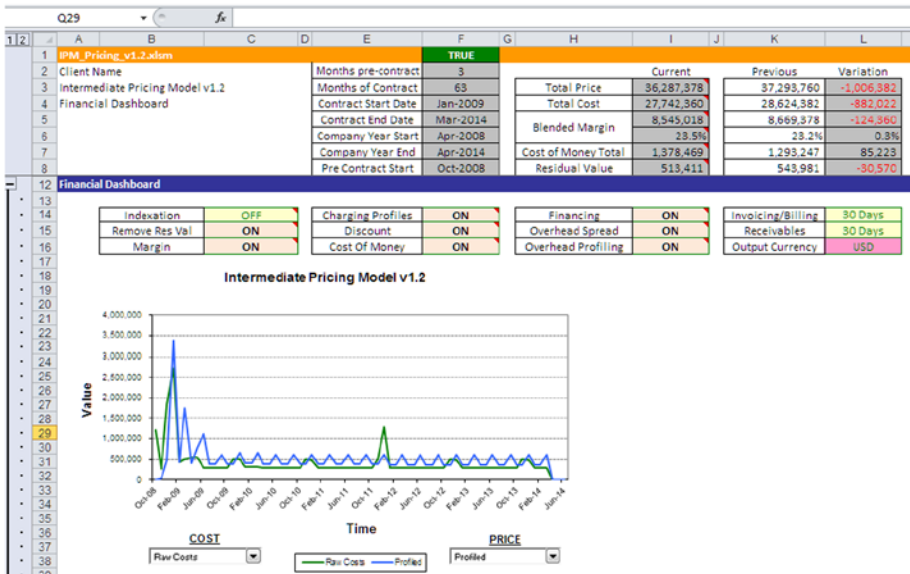 Q29 fx
1 2 A B C D E F G H I J K L
1 IPM_Pricing_v1.2.xlsm TRUE
2 Client Name Months pre-contract 3 Current Previous Variation
3 Intermediate Pricing Model v1.2 Months of Contract 63 Total Price 36,287,378 37,293,760 -1,006,382
4 Financial Dashboard Contract Start Date Jan-2009 Total Cost 27,742,360 28,624,382 -882,022
5 Contract End Date Mar-2014 Blended Margin 8,545,018 8,669,378 -124,360
6 Company Year Start Apr-2008 23.5% 23.2% 0.3%
7 Company Year End Apr-2014 Cost of Money Total 1,378,469 1,293,247 85,223
8 Pre Contract Start Oct-2008 Residual Value 513,411 543,981 -30,570
12 Financial Dashboard
13
14 Indexation OFF Charging Profiles ON Financing ON Invoicing/Billing 30 Days
15 Remove Res Val ON Discount ON Overhead Spread ON Receivables 30 Days
16 Margin ON Cost Of Money ON Overhead Profiling ON Output Currency USD
17
18 Intermediate Pricing Model v1.2
19
20
21 4,000,000
22 3,500,000
23
24 3,000,000
25 2,500,000
26
27 2,000,000
28 1,500,000
29 1,000,000
30
31 500,000
32 0
33
34
35
36
37
38
Value
Oct-08 Feb-09 Jun-09 Oct-09 Feb-10 Jun-10 Oct-10 Feb-11 Jun-11 Oct-11 Feb-12 Jun-12 Oct-12 Feb-13 Jun-13 Oct-13 Feb-14 Jun-14
Time
COST PRICE
Raw Costs Raw Costs Profiled Profiled